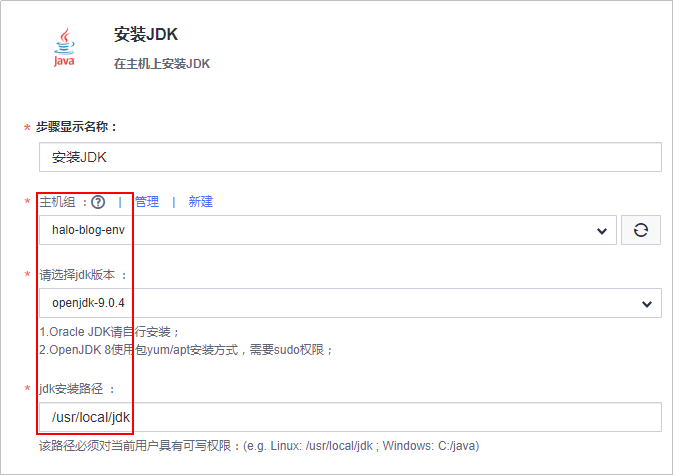 安装JDK
Java
在主机上安装JDK
* 步骤显示名称：
安装JDK
* 主机组 ：? | 管理 | 新建
halo-blog-env
* 请选择jdk版本 ：
openjdk-9.0.4
1.Oracle JDK请自行安装；
2.OpenJDK 8使用包yum/apt安装方式，需要sudo权限；
* jdk安装路径 ：
/usr/local/jdk
该路径必须对当前用户具有可写权限：(e.g. Linux: /usr/local/jdk ; Windows: C:/java)